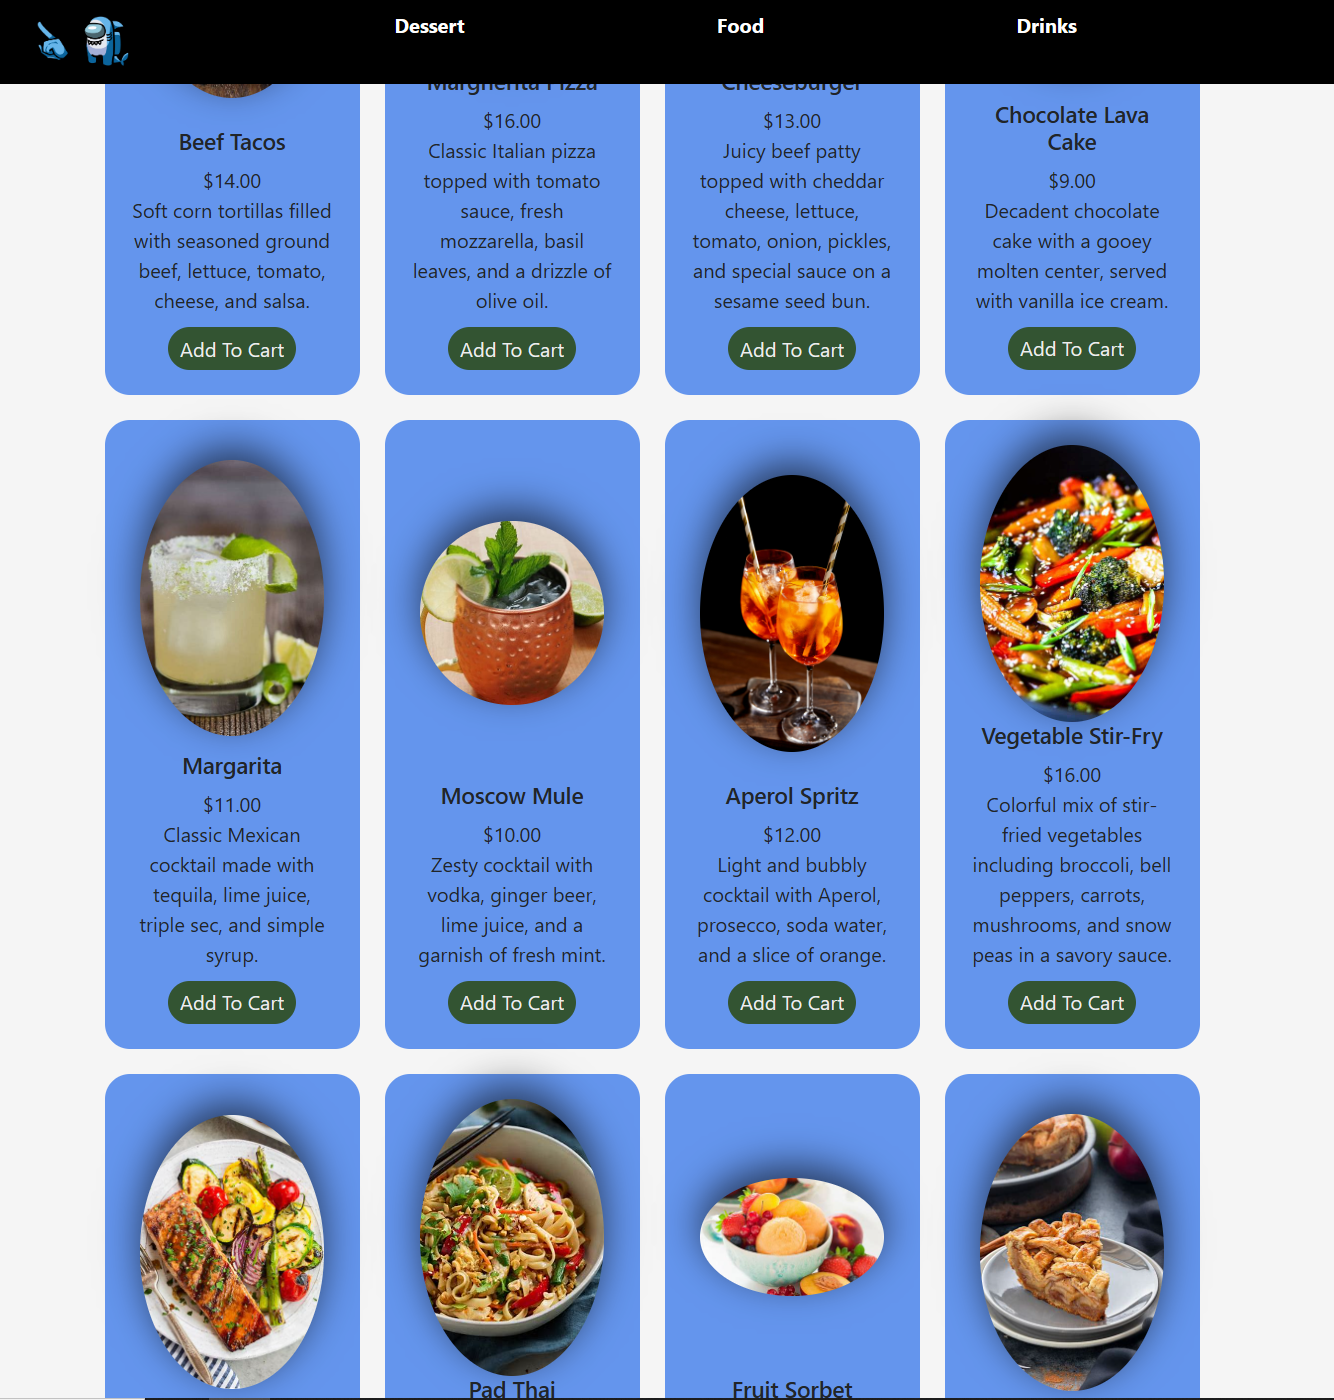 Dessert
Food
Drinks
Margherita Pizza
Cheeseburger
Beef Tacos
$14.00
Soft corn tortillas filled
with seasoned ground
beef, lettuce, tomato,
cheese, and salsa.
Add To Cart
$16.00
Classic Italian pizza
topped with tomato
sauce, fresh
mozzarella, basil
leaves, and a drizzle of
olive oil.
Add To Cart
$13.00
Juicy beef patty
topped with cheddar
cheese, lettuce,
tomato, onion, pickles,
and special sauce on a
sesame seed bun.
Add To Cart
Chocolate Lava
Cake
$9.00
Decadent chocolate
cake with a gooey
molten center, served
with vanilla ice cream.
Add To Cart
Margarita
$11.00
Classic Mexican
cocktail made with
tequila, lime juice,
triple sec, and simple
syrup.
Add To Cart
Moscow Mule
$10.00
Zesty cocktail with
vodka, ginger beer,
lime juice, and a
garnish of fresh mint.
Add To Cart
Aperol Spritz
$12.00
Light and bubbly
cocktail with Aperol,
prosecco, soda water,
and a slice of orange.
Add To Cart
Vegetable Stir-Fry
$16.00
Colorful mix of stir-
fried vegetables
including broccoli, bell
peppers, carrots,
mushrooms, and snow
peas in a savory sauce.
Add To Cart
Pad Thai
Fruit Sorbet